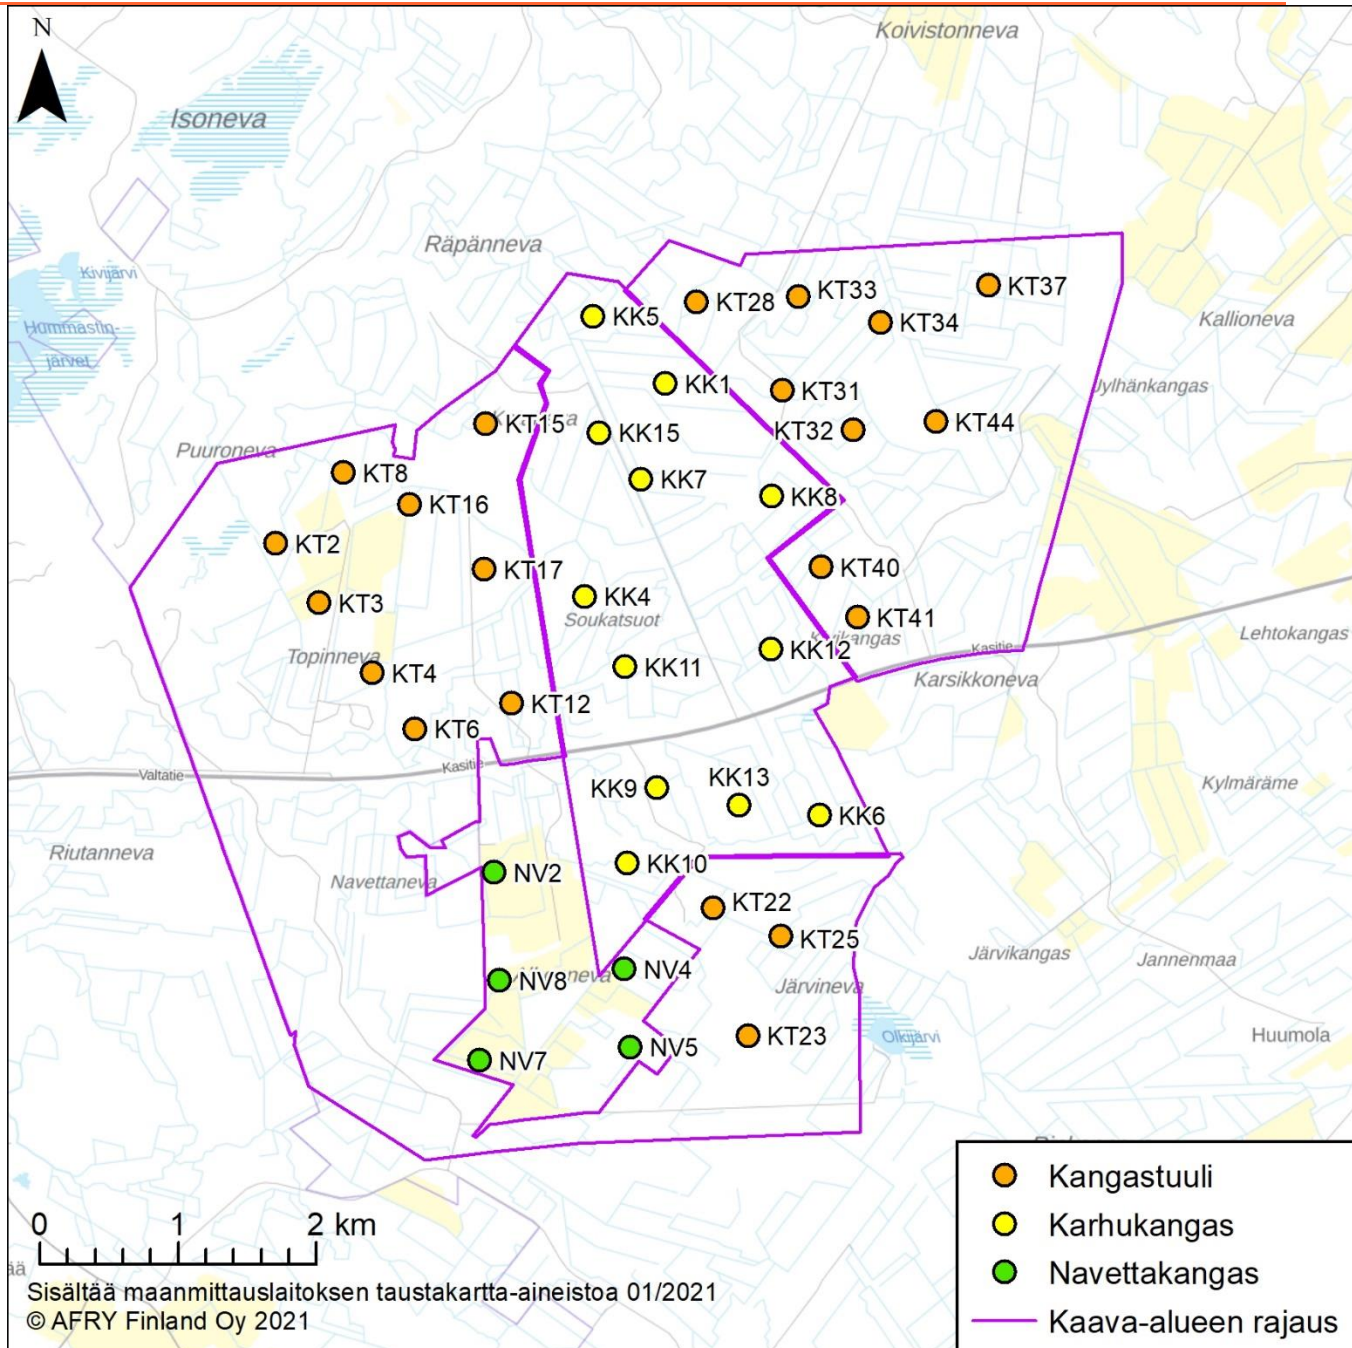 N
Koivistonneva
Isoneva
Räpänneva
Kivijärvi
KT37
KT33
KT28
KK5
KT34
Kallioneva
Hummastin-
järvet
KK1
KT31
Jylhänkangas
KT15
KT44
KT32
KK15
Puuroneva
KT8
KK7
KK8
KT16
KT2
KT17
KT40
KK4
KT3
Soukatsuot
KT41
Lehtokangas
Kivikangas
Kasitie
KK12
Topinneva
KK11
KT4
Karsikkoneva
KT12
KT6
Kasitie
Valtatie
KK13
KK9
Kylmäräme
KK6
Riutanneva
KK10
NV2
Navettaneva
KT22
KT25
Järvikangas
Jannenmaa
NV4
NV8
Järvineva
KT23
Olkijärvi
Huumola
NV5
NV7
Kangastuuli
0 1 2 km
Karhukangas
Navettakangas
Sisältää maanmittauslaitoksen taustakartta-aineistoa 01/2021
© AFRY Finland Oy 2021
Kaava-alueen rajaus